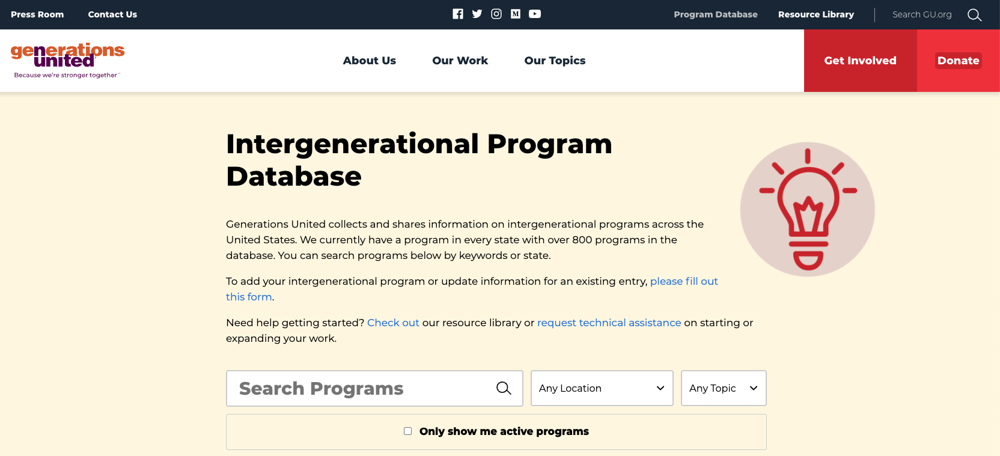 Press Room
Contact Us
Program Database
Resource Library
Search GU.org
generations
united
Because we're stronger together™
About Us
Our Work
Our Topics
Get Involved
Donate
Intergenerational Program
Database
Generations United collects and shares information on intergenerational programs across the
United States. We currently have a program in every state with over 800 programs in the
database. You can search programs below by keywords or state.
To add your intergenerational program or update information for an existing entry, please fill out
this form.
Need help getting started? Check out our resource library or request technical assistance on starting or
expanding your work.
Search Programs
Any Location
Any Topic
Only show me active programs